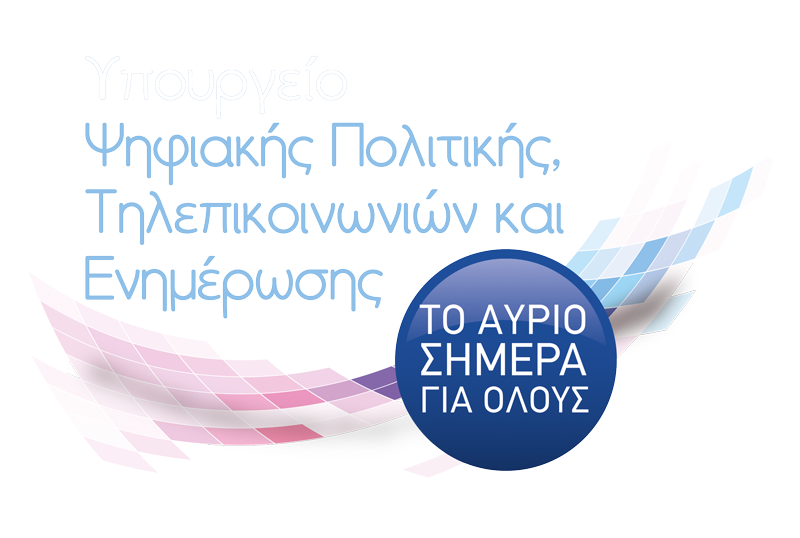 Υπουργείο
Ψηφιακής Πολιτικής,
Τηλεπικοινωνιών και
Ενημέρωσης
ΤΟ ΑΥΡΙΟ
ΣΗΜΕΡΑ
ΓΙΑ ΟΛΟΥΣ